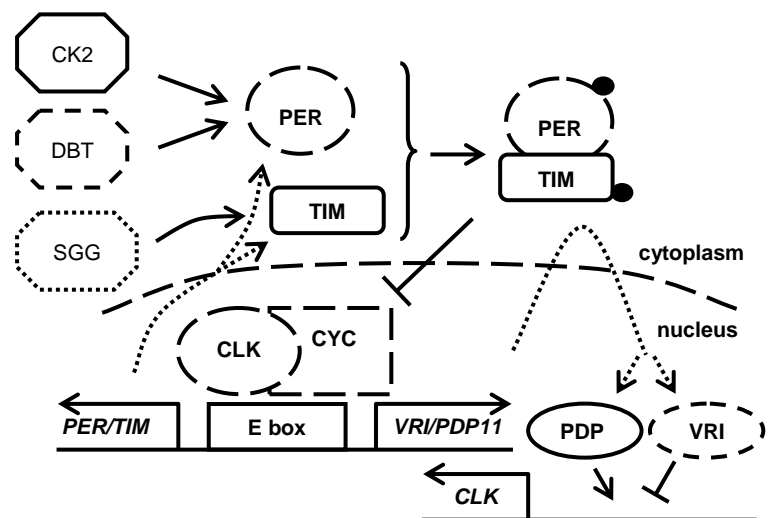 CK2
DBT
SGG
PER
TIM
PER
TIM
cytoplasm
nucleus
CLK
CYC
PER/TIM
E box
VRI/PDP11
PDP
VRI
CLK